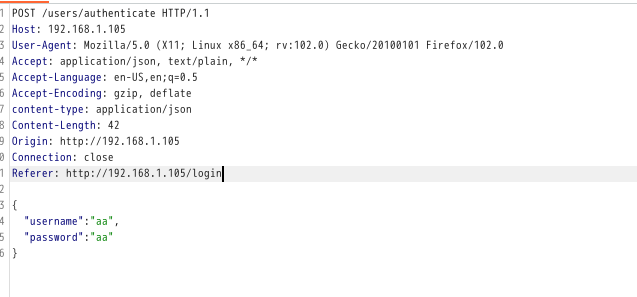 1 POST /users/authenticate HTTP/1.1
2 Host: 192.168.1.105
3 User-Agent: Mozilla/5.0 (X11; Linux x86_64; rv:102.0) Gecko/20100101 Firefox/102.0
4 Accept: application/json, text/plain, */*
5 Accept-Language: en-US,en;q=0.5
6 Accept-Encoding: gzip, deflate
7 content-type: application/json
8 Content-Length: 42
9 Origin: http://192.168.1.105
0 Connection: close
1 Referer: http://192.168.1.105/login
2
3 {
4 "username":"aa",
5 "password":"aa"
6 }